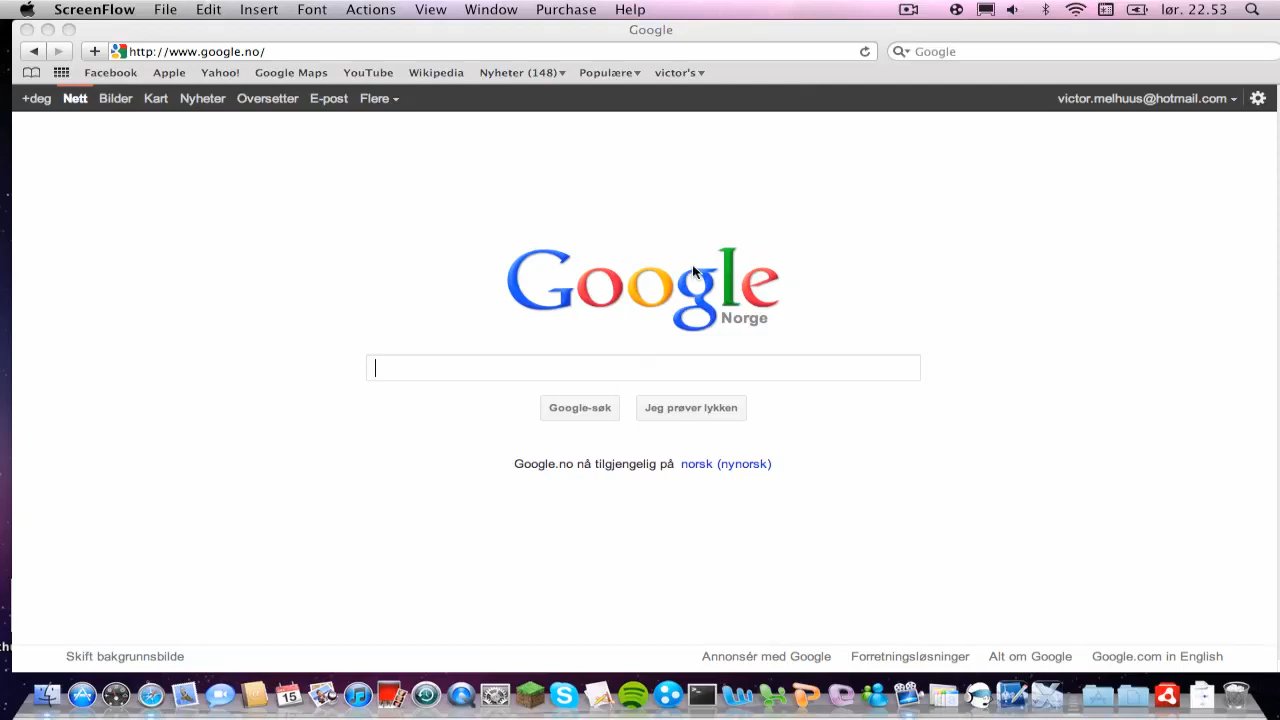 ScreenFlow File Edit Insert Font Actions View Window Purchase Help lør. 22.53
Google
http://www.google.no/ Google
Facebook Apple Yahoo! Google Maps YouTube Wikipedia Nyheter (148) Populære victor's
+deg Nett Bilder Kart Nyheter Oversetter E-post Flere victor.melhuus@hotmail.com
Google
Norge
Google-søk Jeg prøver lykken
Google.no nå tilgjengelig på norsk (nynorsk)
Skift bakgrunnsbilde Annonsér med Google Forretningsløsninger Alt om Google Google.com in English
15